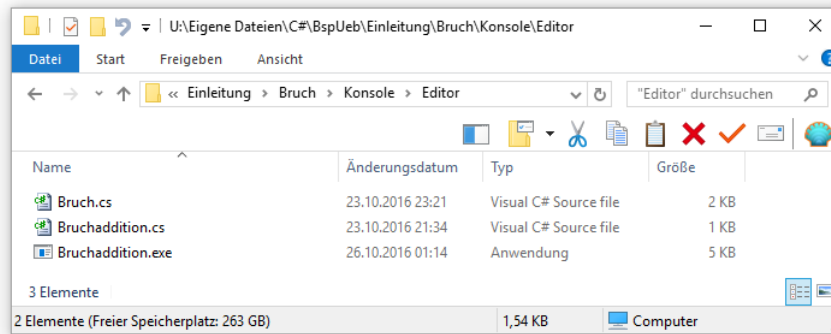 U:\Eigene Dateien\C#\BspUeb\Einleitung\Bruch\Konsole\Editor
Datei Start Freigeben Ansicht
« Einleitung > Bruch > Konsole > Editor "Editor" durchsuchen
Name Änderungsdatum Typ Größe
Bruch.cs 23.10.2016 23:21 Visual C# Source file 2 KB
Bruchaddition.cs 23.10.2016 21:34 Visual C# Source file 1 KB
Bruchaddition.exe 26.10.2016 01:14 Anwendung 5 KB
3 Elemente
2 Elemente (Freier Speicherplatz: 263 GB) 1,54 KB Computer